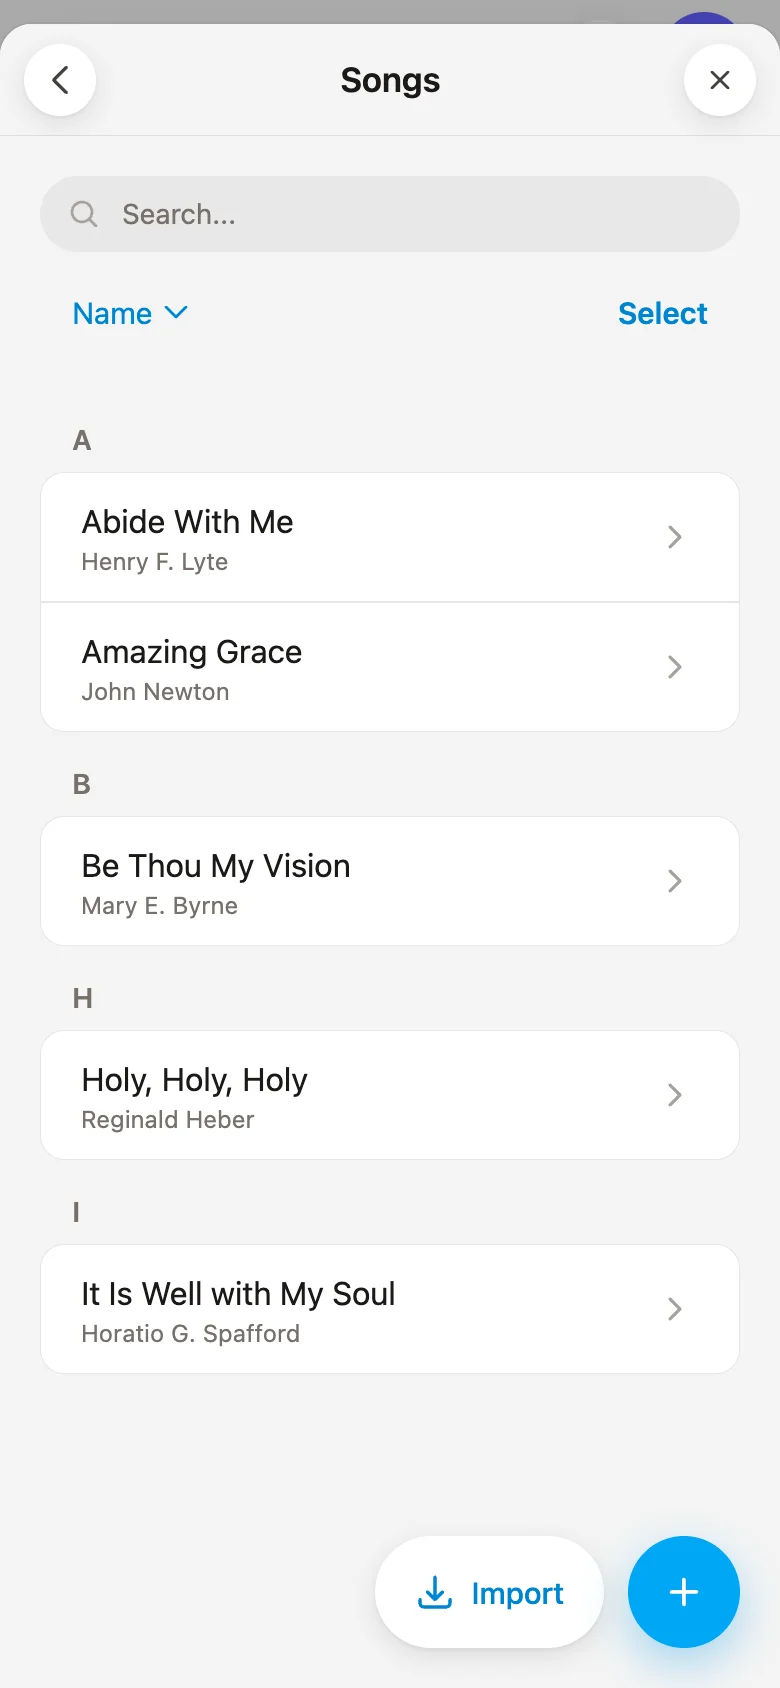 Songs
Search...
Name
Select
A
Abide With Me
Henry F. Lyte
Amazing Grace
John Newton
B
Be Thou My Vision
Mary E. Byrne
H
Holy, Holy, Holy
Reginald Heber
I
It Is Well with My Soul
Horatio G. Spafford
Import